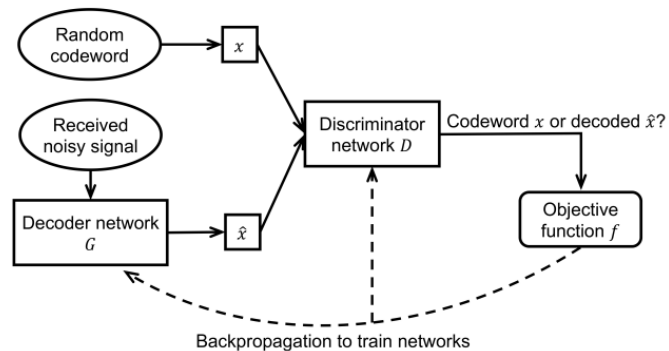 Random
codeword
x
Received
noisy signal
Discriminator
network D
Codeword x or decoded x̂?
Decoder network
G
x̂
Objective
function f
Backpropagation to train networks